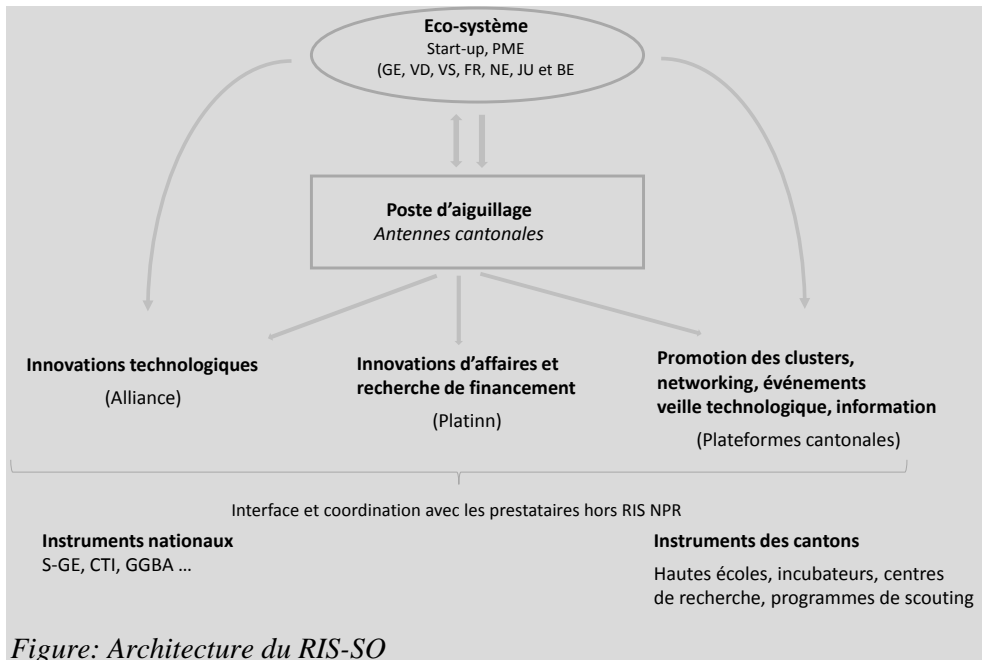 Eco-système
Start-up, PME
(GE, VD, VS, FR, NE, JU et BE
Poste d'aiguillage
Antennes cantonales
Innovations technologiques
(Alliance)
Innovations d'affaires et
recherche de financement
(Platinn)
Promotion des clusters,
networking, événements
veille technologique, information
(Plateformes cantonales)
Interface et coordination avec les prestataires hors RIS NPR
Instruments nationaux
S-GE, CTI, GGBA ...
Instruments des cantons
Hautes écoles, incubateurs, centres
de recherche, programmes de scouting
Figure: Architecture du RIS-SO